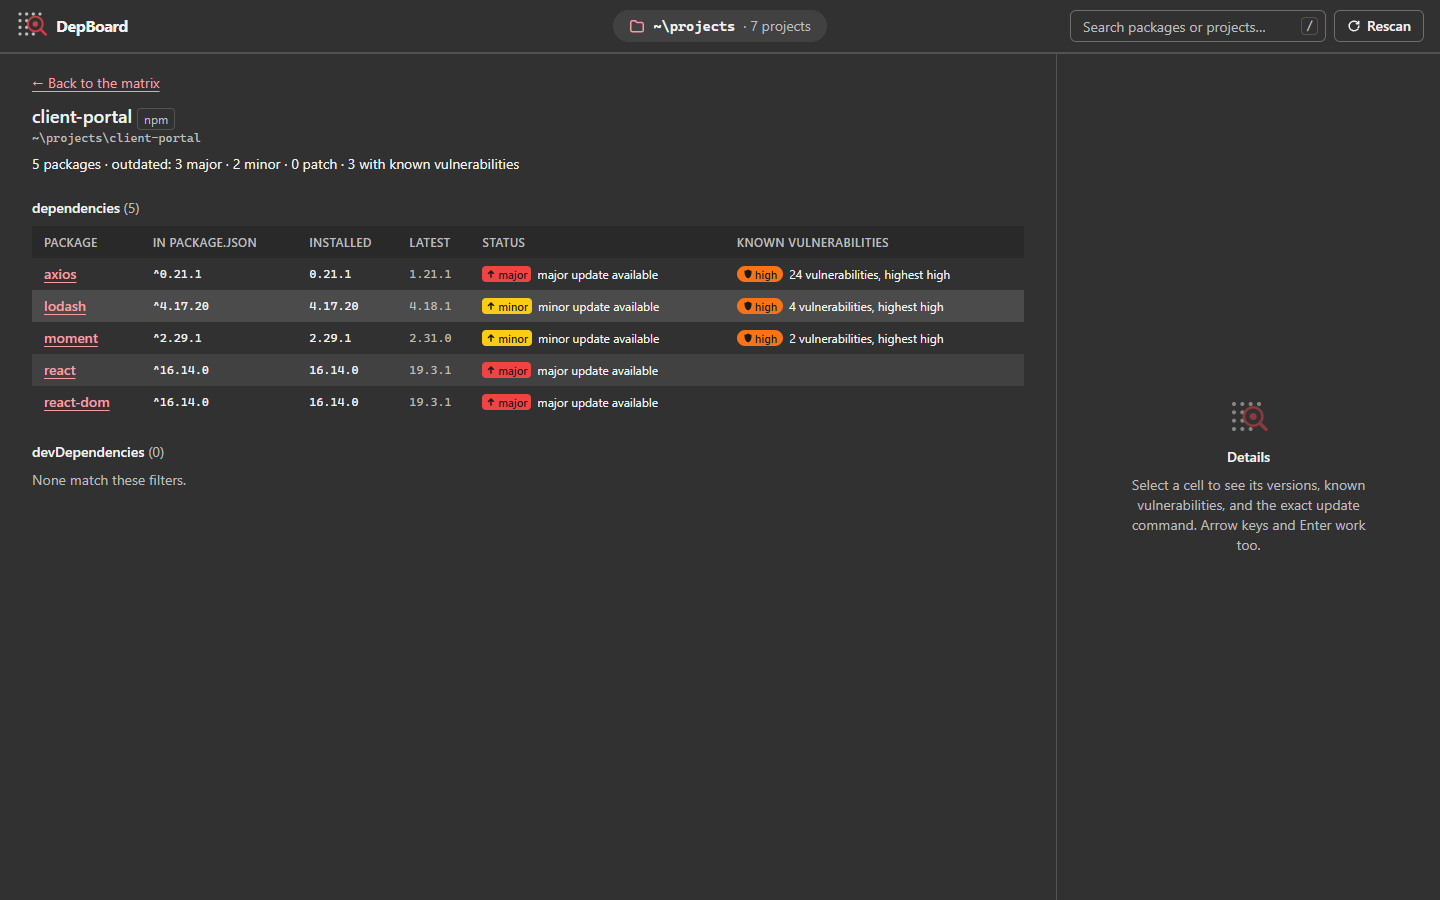 DepBoard
~\projects · 7 projects
Search packages or projects... /
Rescan
← Back to the matrix
client-portal npm
~\projects\client-portal
5 packages · outdated: 3 major · 2 minor · 0 patch · 3 with known vulnerabilities
dependencies (5)
PACKAGE IN PACKAGE.JSON INSTALLED LATEST STATUS KNOWN VULNERABILITIES
axios ^0.21.1 0.21.1 1.21.1 ↑ major major update available high 24 vulnerabilities, highest high
lodash ^4.17.20 4.17.20 4.18.1 ↑ minor minor update available high 4 vulnerabilities, highest high
moment ^2.29.1 2.29.1 2.31.0 ↑ minor minor update available high 2 vulnerabilities, highest high
react ^16.14.0 16.14.0 19.3.1 ↑ major major update available
react-dom ^16.14.0 16.14.0 19.3.1 ↑ major major update available
devDependencies (0)
None match these filters.
Details
Select a cell to see its versions, known
vulnerabilities, and the exact update
command. Arrow keys and Enter work
too.